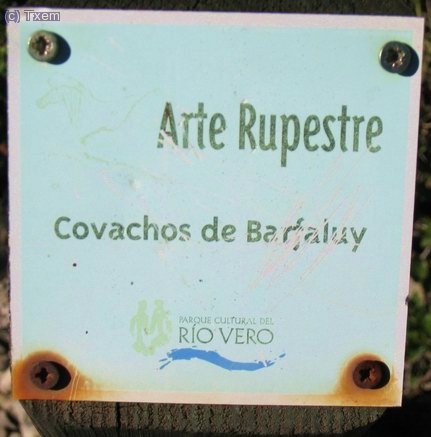 (c) Txem
Arte Rupestre
Covachos de Barfaluy
PARQUE CULTURAL DEL
RÍO VERO